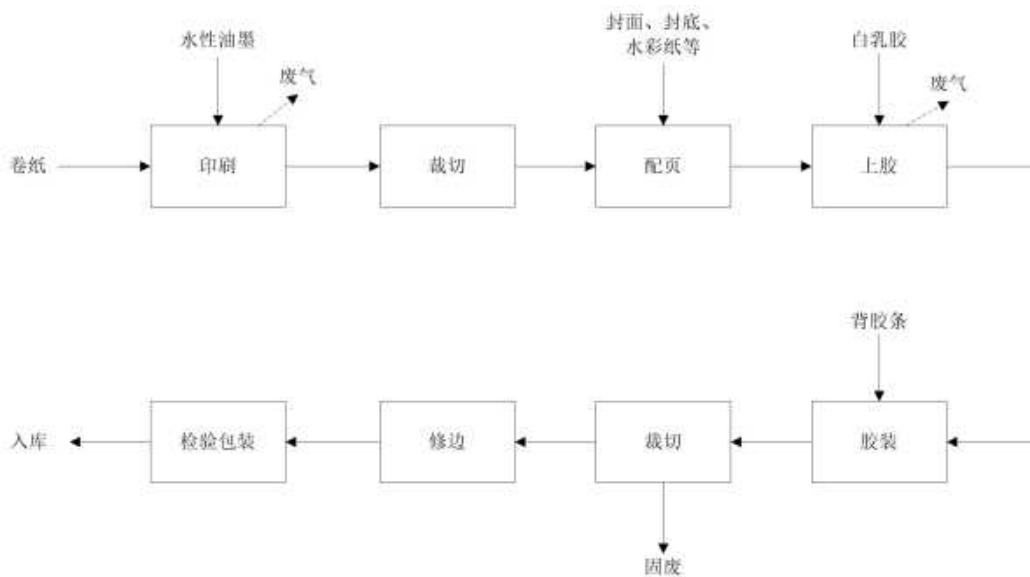 水性油墨
封面、封底、
水彩纸等
白乳胶
废气
废气
卷纸
印刷
裁切
配页
上胶
背胶条
入库
检验包装
修边
裁切
胶装
固废